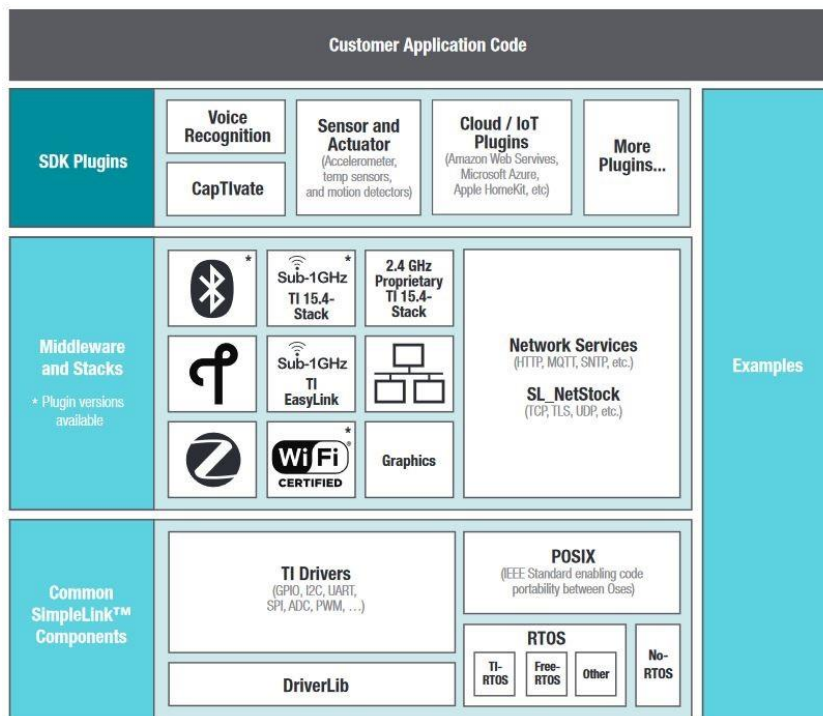 Customer Application Code
SDK Plugins
Voice
Recognition
CapTIvate
Sensor and
Actuator
(Accelerometer,
temp sensors,
and motion detectors)
Cloud / IoT
Plugins
(Amazon Web Servives,
Microsoft Azure,
Apple HomeKit, etc)
More
Plugins...
Examples
Middleware
and Stacks
* Plugin versions
available
*
Sub-1GHz *
TI 15.4-
Stack
2.4 GHz
Proprietary
TI 15.4-
Stack
Sub-1GHz
TI
EasyLink
Wi Fi ® *
CERTIFIED
Graphics
Network Services
(HTTP, MQTT, SNTP, etc.)
SL_NetStock
(TCP, TLS, UDP, etc.)
Common
SimpleLink™
Components
TI Drivers
(GPIO, I2C, UART,
SPI, ADC, PWM, ...)
DriverLib
POSIX
(IEEE Standard enabling code
portability between Oses)
RTOS
TI-
RTOS
Free-
RTOS
Other
No-
RTOS